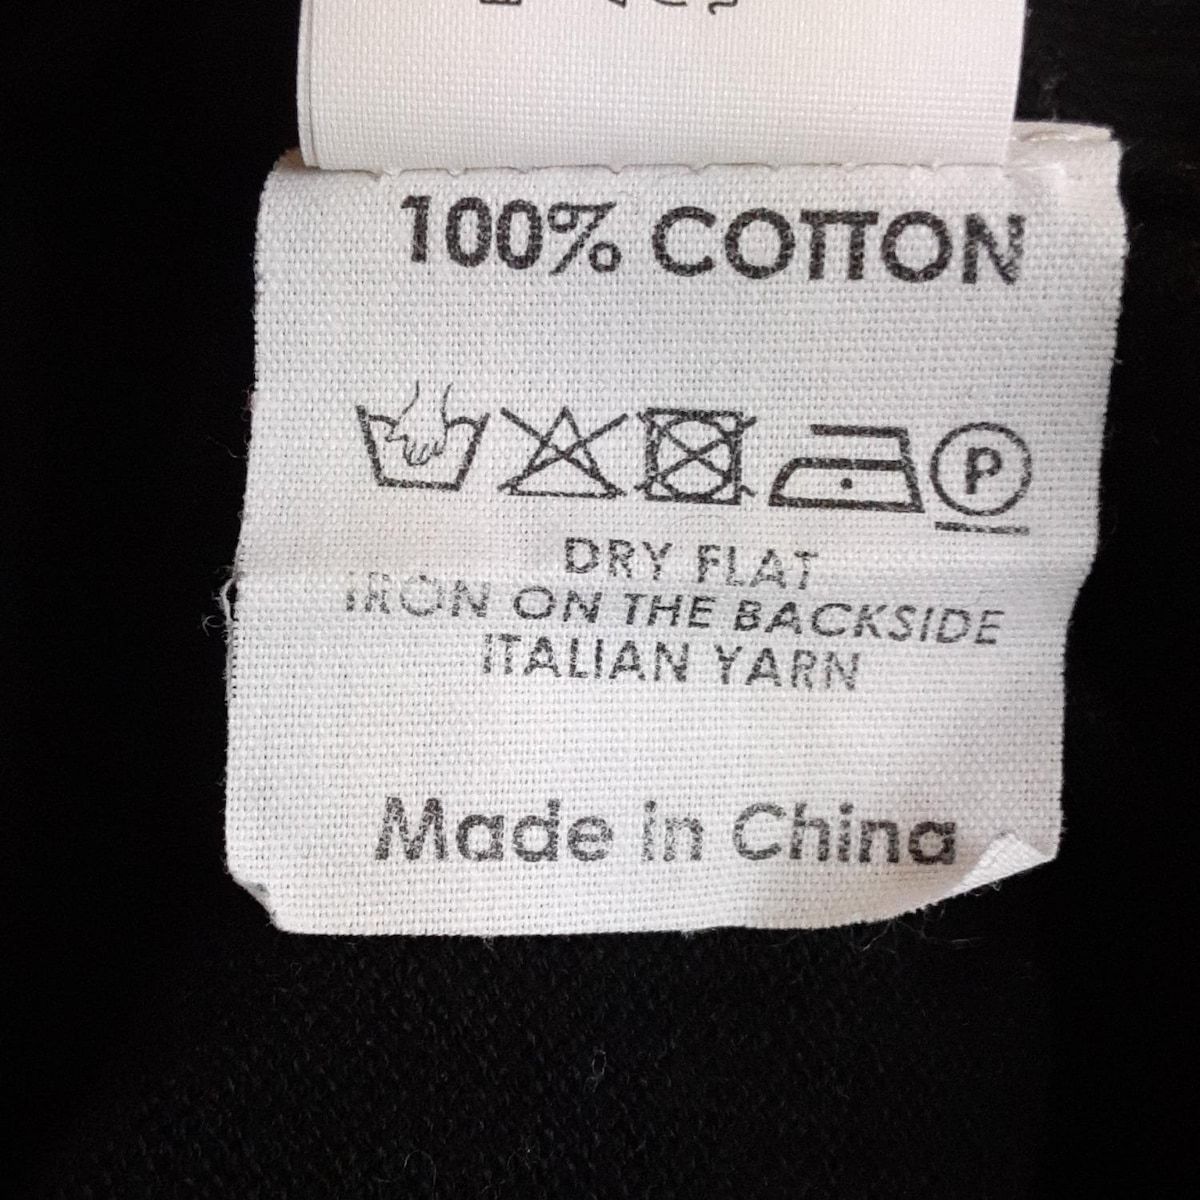 100% COTTON
P
DRY FLAT
IRON ON THE BACKSIDE
ITALIAN YARN
Made in China